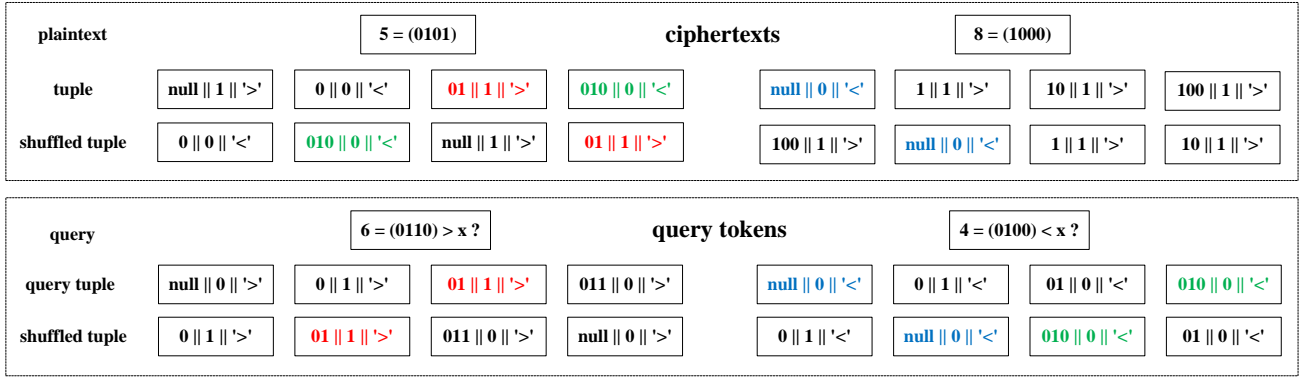 plaintext 5 = (0101) ciphertexts 8 = (1000)
tuple null || 1 || '>' 0 || 0 || '<' 01 || 1 || '>' 010 || 0 || '<' null || 0 || '<' 1 || 1 || '>' 10 || 1 || '>' 100 || 1 || '>'
shuffled tuple 0 || 0 || '<' 010 || 0 || '<' null || 1 || '>' 01 || 1 || '>' 100 || 1 || '>' null || 0 || '<' 1 || 1 || '>' 10 || 1 || '>'
query 6 = (0110) > x ? query tokens 4 = (0100) < x ?
query tuple null || 0 || '>' 0 || 1 || '>' 01 || 1 || '>' 011 || 0 || '>' null || 0 || '<' 0 || 1 || '<' 01 || 0 || '<' 010 || 0 || '<'
shuffled tuple 0 || 1 || '>' 01 || 1 || '>' 011 || 0 || '>' null || 0 || '>' 0 || 1 || '<' null || 0 || '<' 010 || 0 || '<' 01 || 0 || '<'